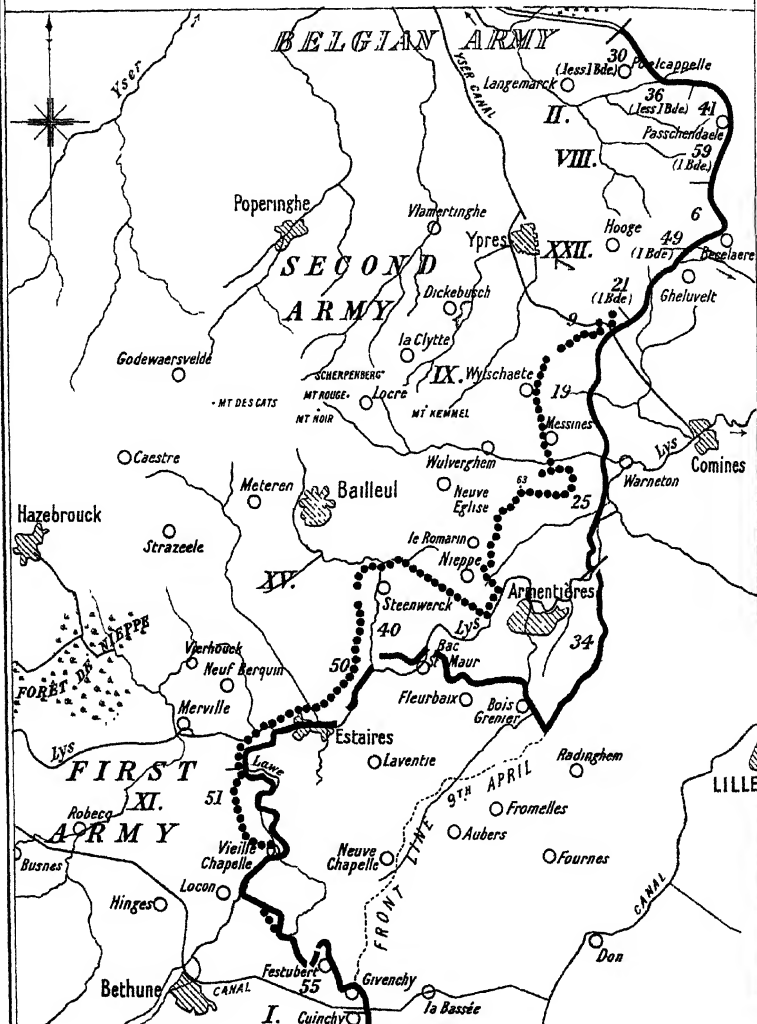 BELGIAN ARMY
Yser
YSER CANAL
30
(less 1 Bde.)
Poelcappelle
Langemarck
36
(less 1 Bde.)
II.
41
Passchendaele
VIII.
59
(1 Bde.)
Poperinghe
Vlamertinghe
Ypres
Hooge
6
XXII.
49
(1 Bde)
Becelaere
SECOND
ARMY
Dickebusch
21
(1 Bde)
Gheluvelt
9
la Clytte
Godewaersvelde
SCHERPENBERG
IX.
Wytschaete
MT ROUGE
Locre
19
MT DES CATS
MT NOIR
MT KEMMEL
Messines
Lys
Caestre
Wulverghem
Comines
Warneton
Meteren
Bailleul
63
Neuve
Eglise
25
Hazebrouck
Strazeele
le Romarin
Nieppe
XV.
Steenwerck
Armentières
Lys
40
34
FORÊT DE NIEPPE
Vierhouck
Neuf Berquin
50
Bac
St Maur
Fleurbaix
Bois
Grenier
Merville
Estaires
Lys
Laventie
Radinghem
Lawe
FIRST
ARMY
XI.
51
LILLE
FRONT LINE 9TH APRIL
Fromelles
Robecq
Aubers
Vieille
Chapelle
Neuve
Chapelle
Fournes
Busnes
Locon
Hinges
CANAL
Don
Festubert
Bethune
CANAL
55
Givenchy
la Bassée
I.
Cuinchy